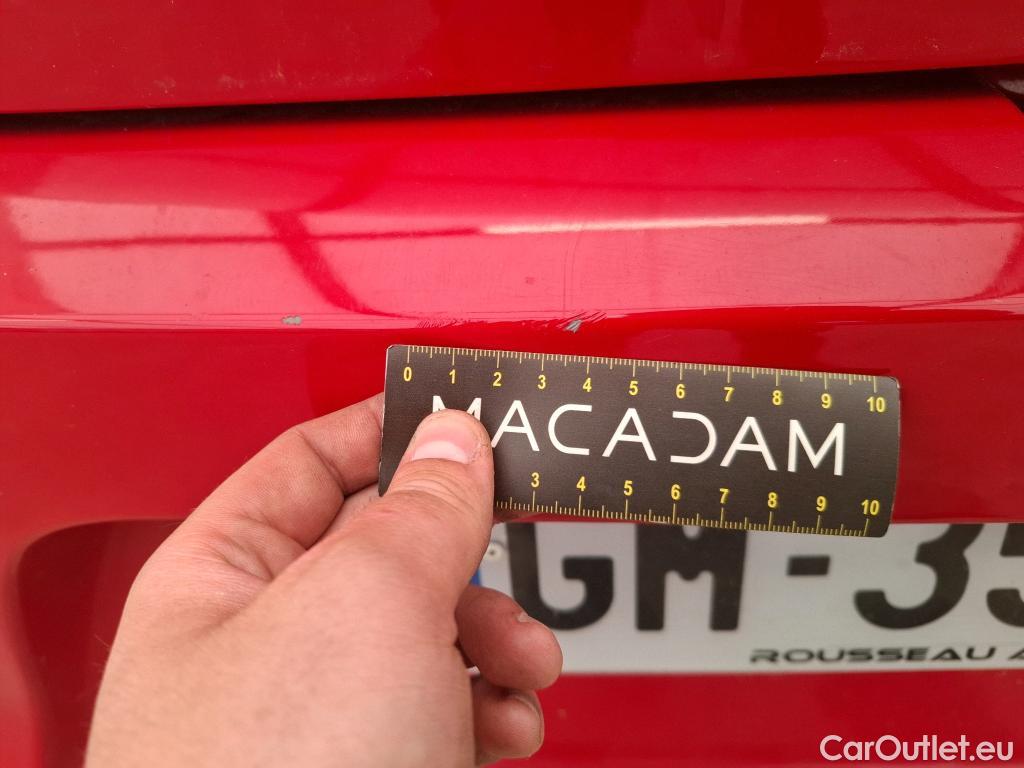 0 1 2 3 4 5 6 7 8 9 10
MACADAM
3 4 5 6 7 8 9 10
GM-35
ROUSSEAU A
CarOutlet.eu